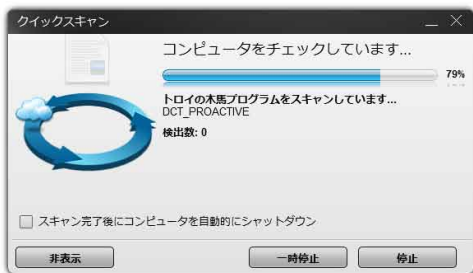 クイックスキャン
コンピュータをチェックしています...
79%
トロイの木馬プログラムをスキャンしています...
DCT_PROACTIVE
検出数: 0
スキャン完了後にコンピュータを自動的にシャットダウン
非表示
一時停止
停止